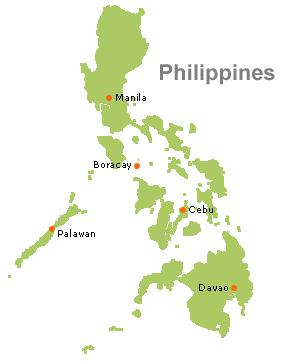 Philippines
Manila
Boracay
Cebu
Palawan
Davao